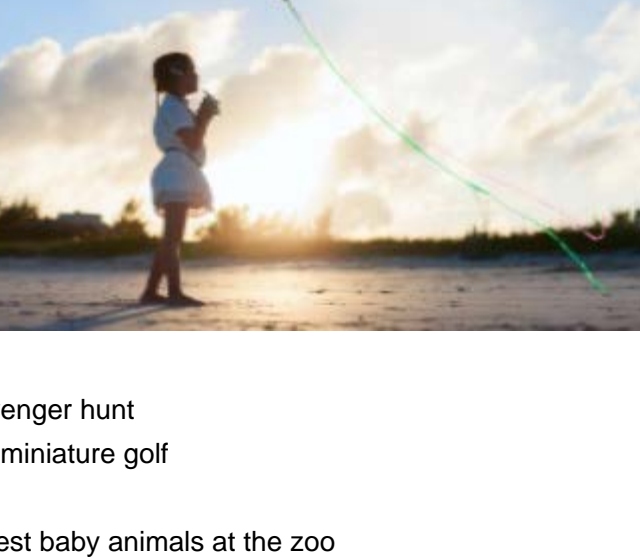 enger hunt
miniature golf
est baby animals at the zoo